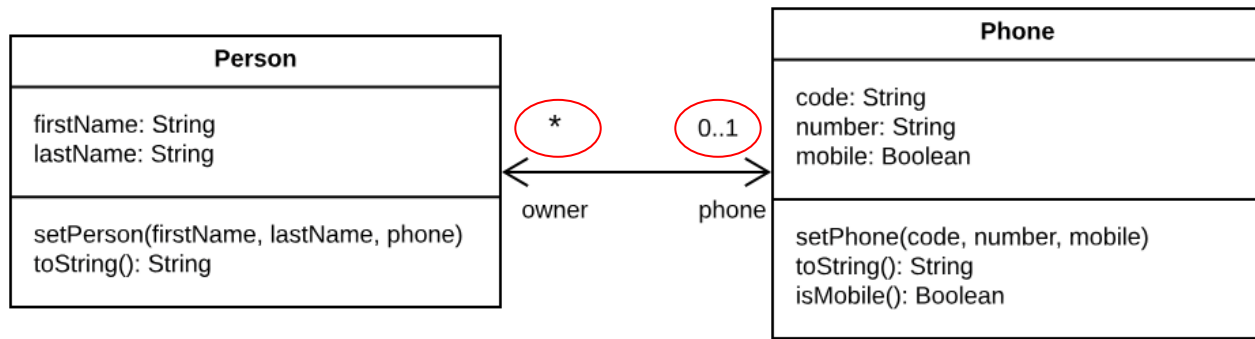 Person
firstName: String
lastName: String
setPerson(firstName, lastName, phone)
toString(): String
*
0..1
owner
phone
Phone
code: String
number: String
mobile: Boolean
setPhone(code, number, mobile)
toString(): String
isMobile(): Boolean